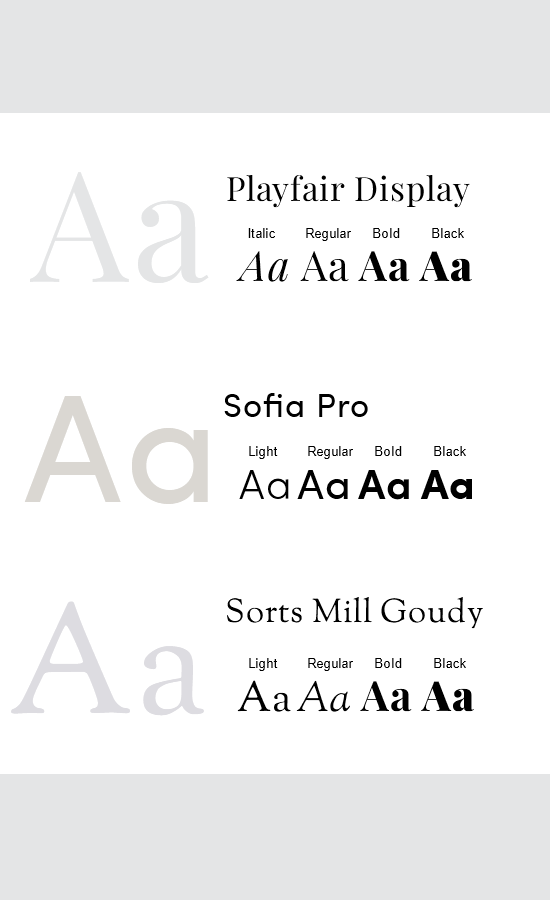 Aa
Playfair Display
Italic Regular Bold Black
Aa Aa Aa Aa
Aa
Sofia Pro
Light Regular Bold Black
Aa Aa Aa Aa
Aa
Sorts Mill Goudy
Light Regular Bold Black
Aa Aa Aa Aa